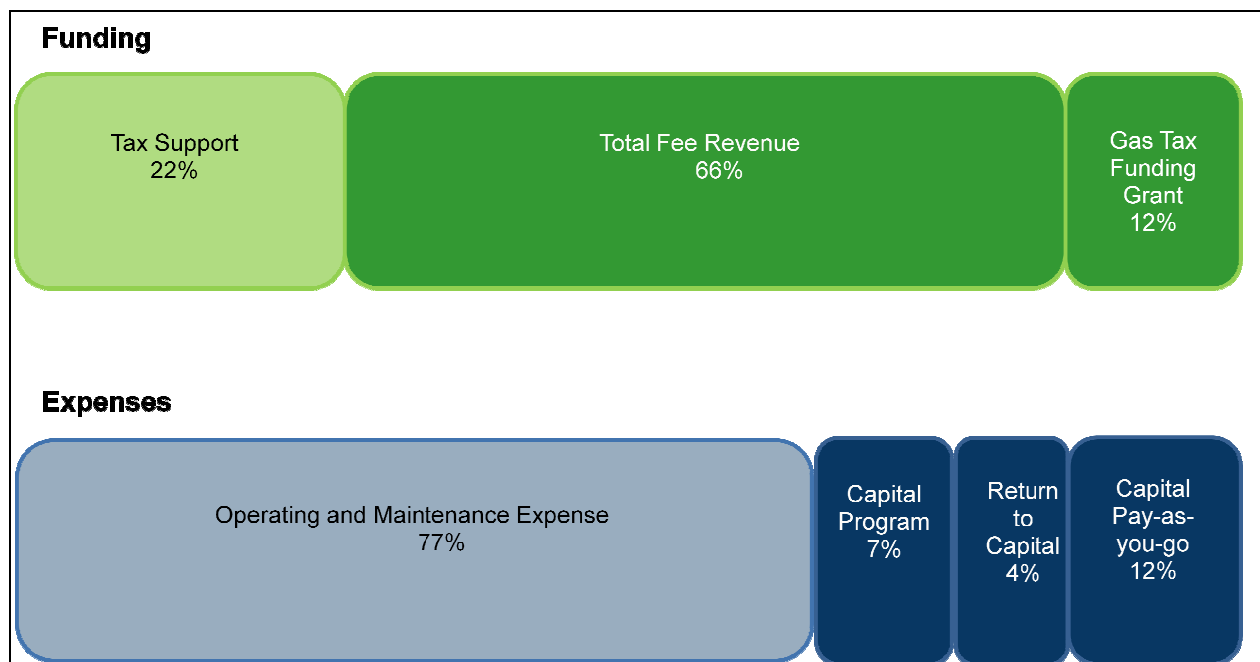 Funding
Tax Support
22%
Total Fee Revenue
66%
Gas Tax
Funding
Grant
12%
Expenses
Operating and Maintenance Expense
77%
Capital
Program
7%
Return
to
Capital
4%
Capital
Pay-as-
you-go
12%